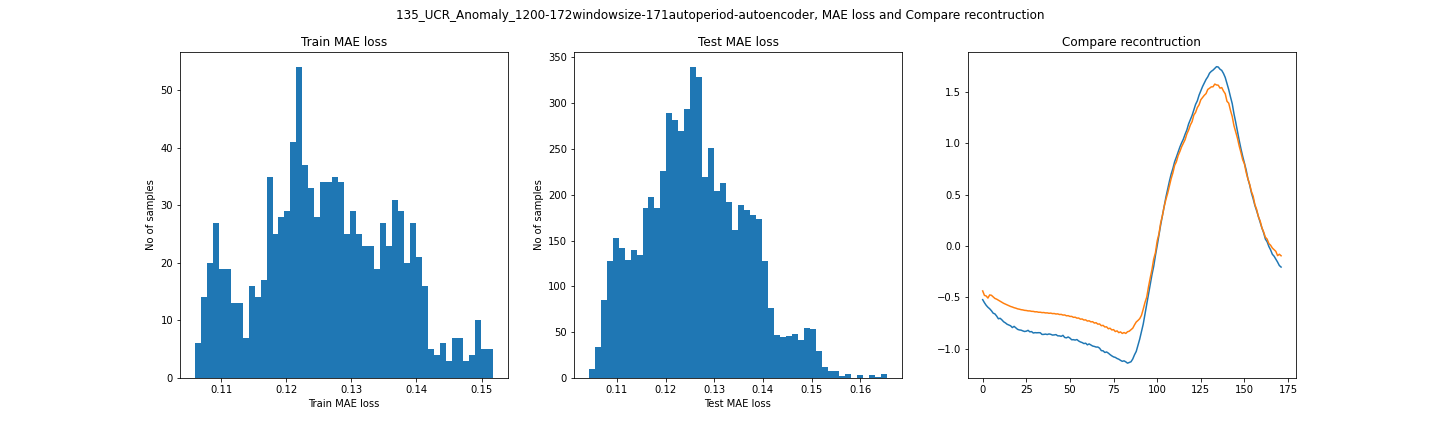 135_UCR_Anomaly_1200-172windowsize-171autoperiod-autoencoder, MAE loss and Compare recontruction
Train MAE loss
No of samples
50
40
30
20
10
0
0.11 0.12 0.13 0.14 0.15
Train MAE loss
Test MAE loss
No of samples
350
300
250
200
150
100
50
0
0.11 0.12 0.13 0.14 0.15 0.16
Test MAE loss
Compare recontruction
1.5
1.0
0.5
0.0
−0.5
−1.0
0 25 50 75 100 125 150 175